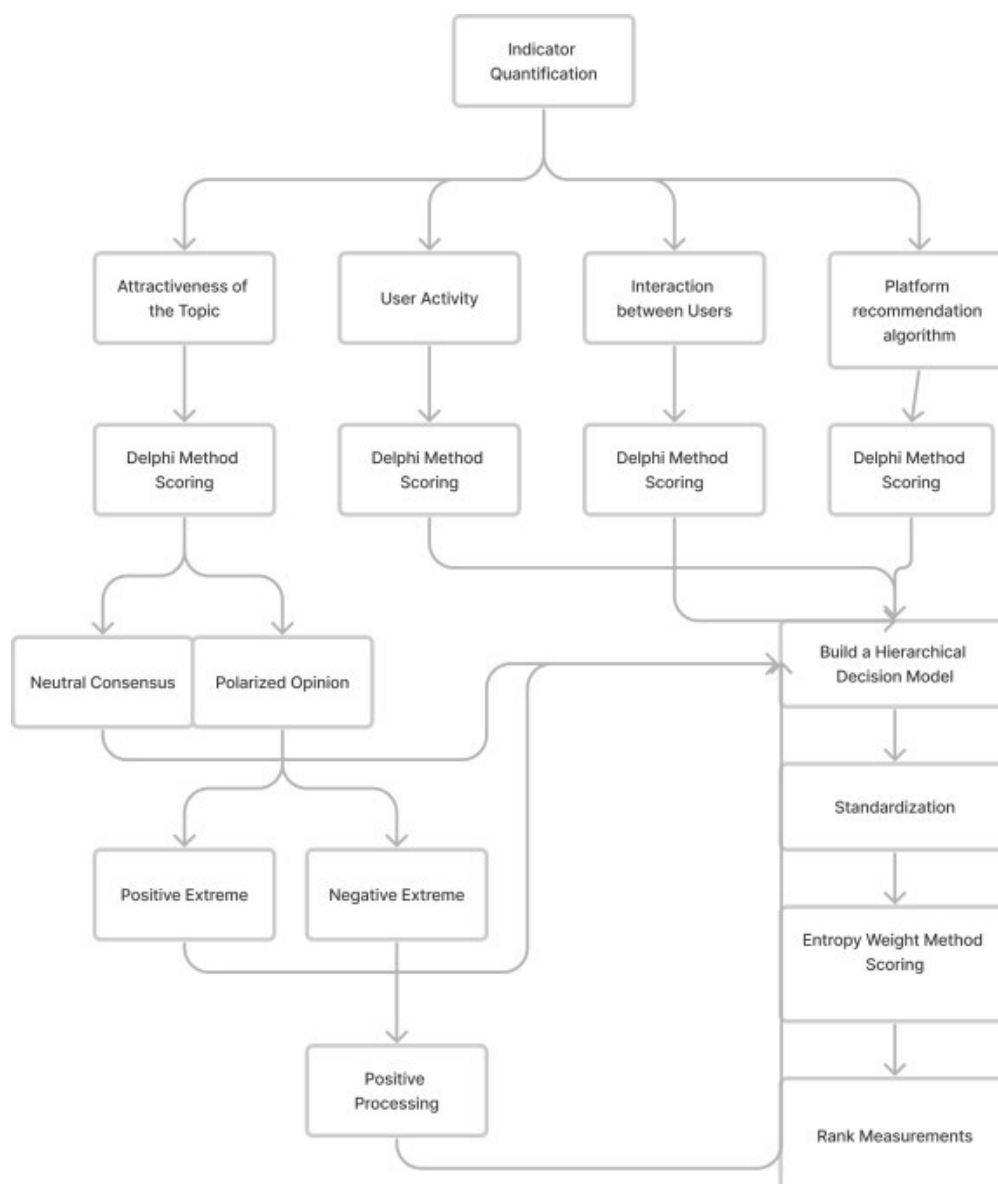 Indicator
Quantification
Attractiveness of
the Topic
User Activity
Interaction
between Users
Platform
recommendation
algorithm
Delphi Method
Scoring
Delphi Method
Scoring
Delphi Method
Scoring
Delphi Method
Scoring
Neutral Consensus
Polarized Opinion
Build a Hierarchical
Decision Model
Standardization
Positive Extreme
Negative Extreme
Entropy Weight Method
Scoring
Positive
Processing
Rank Measurements